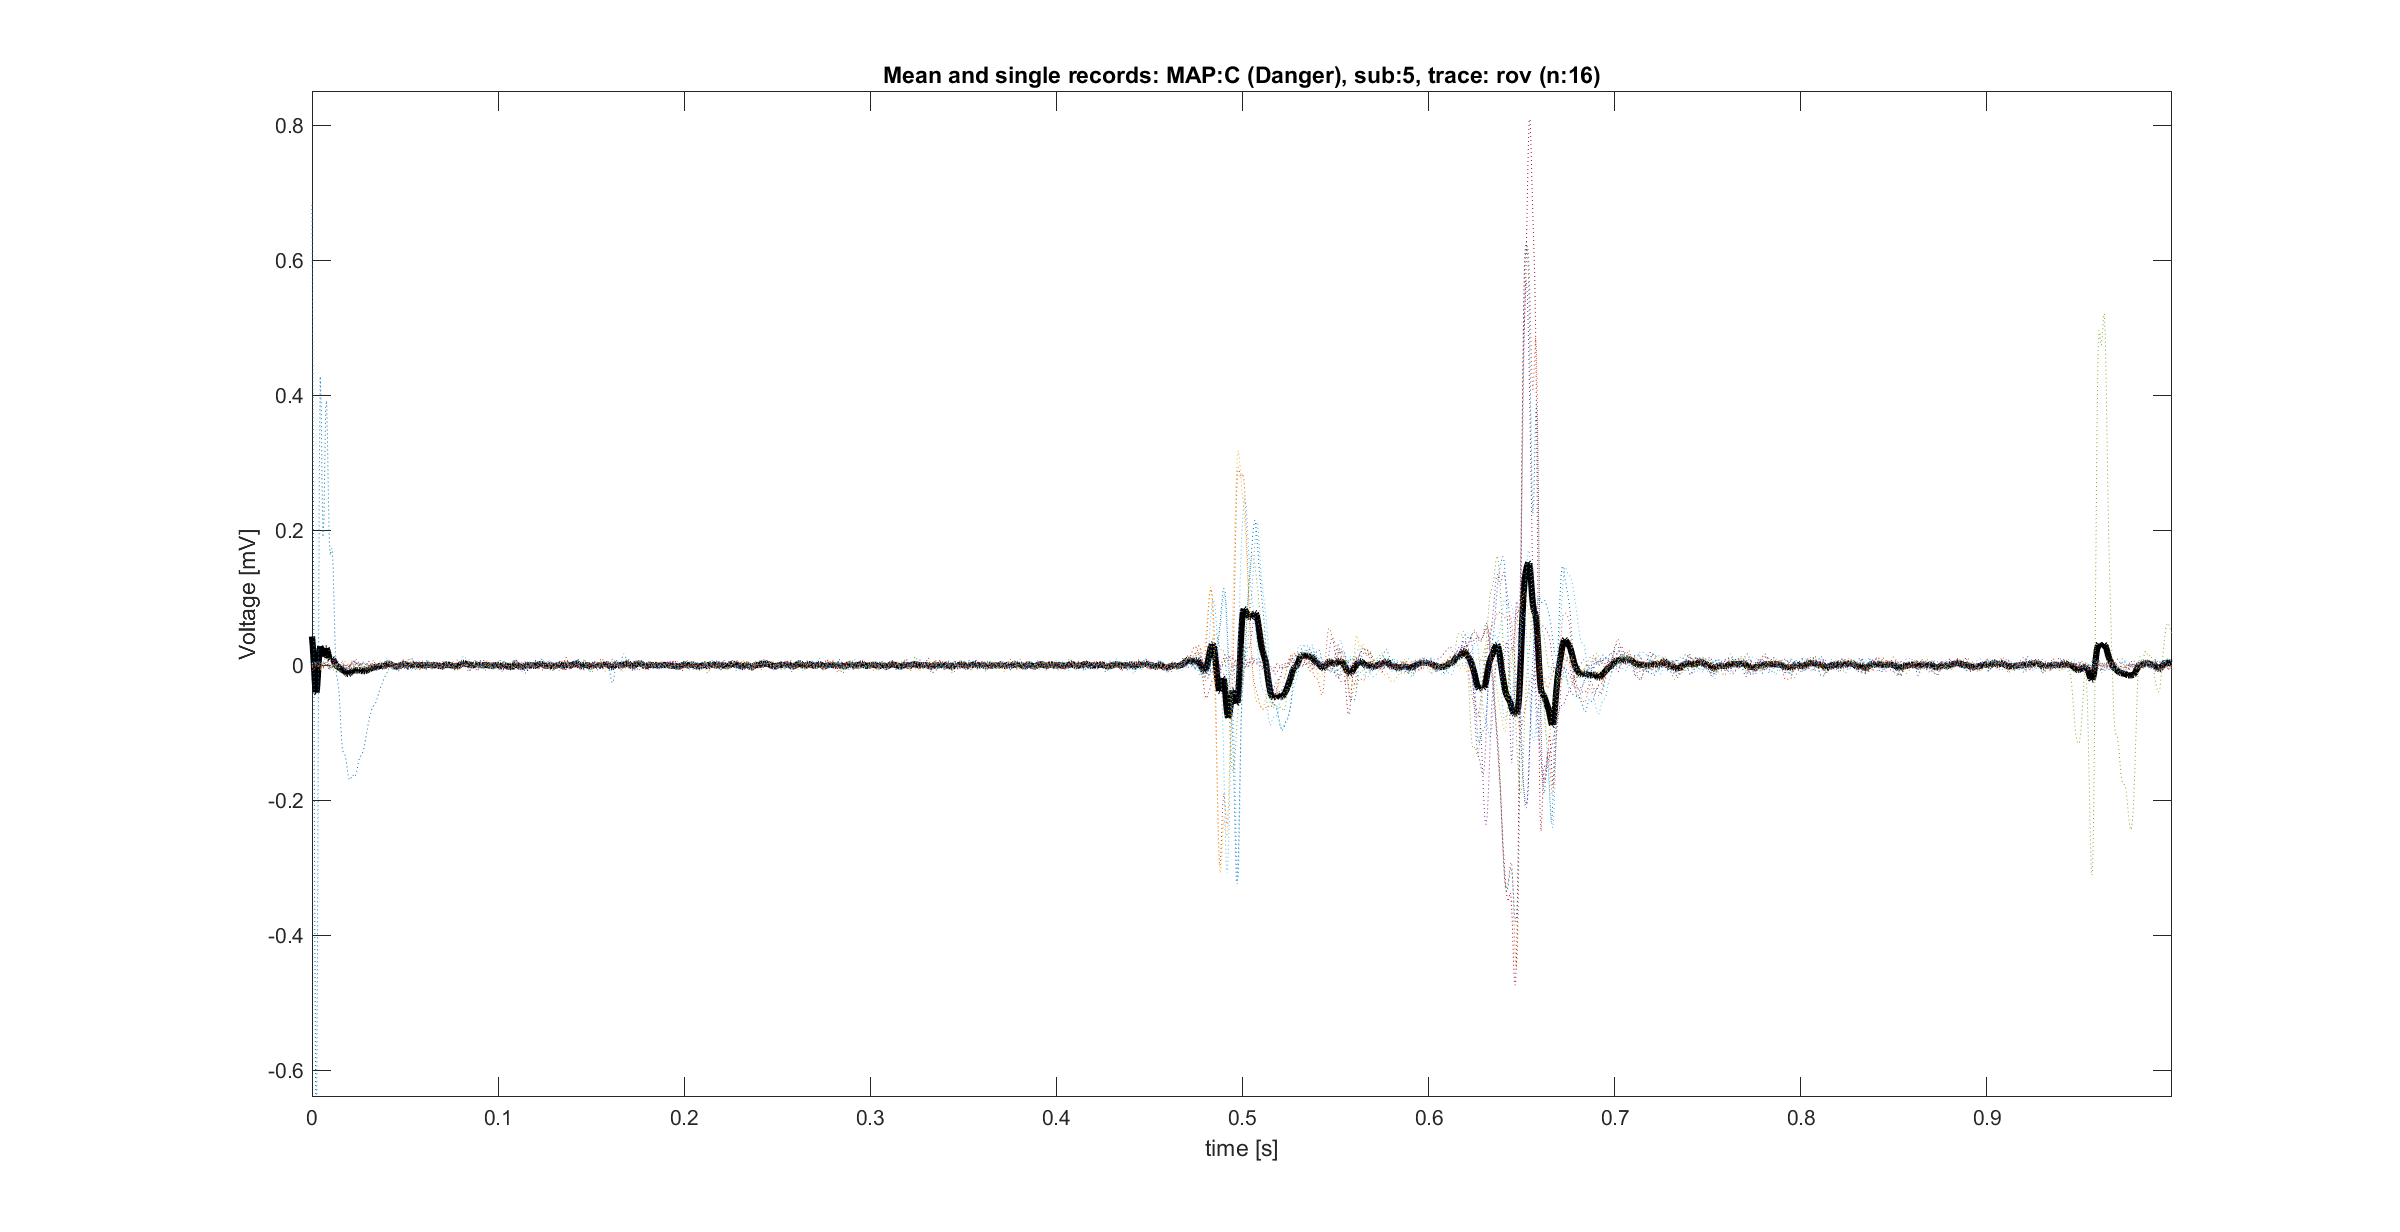 Mean and single records: MAP:C (Danger), sub:5, trace: rov (n:16)
Voltage [mV]
0.8
0.6
0.4
0.2
0
-0.2
-0.4
-0.6
0 0.1 0.2 0.3 0.4 0.5 0.6 0.7 0.8 0.9
time [s]